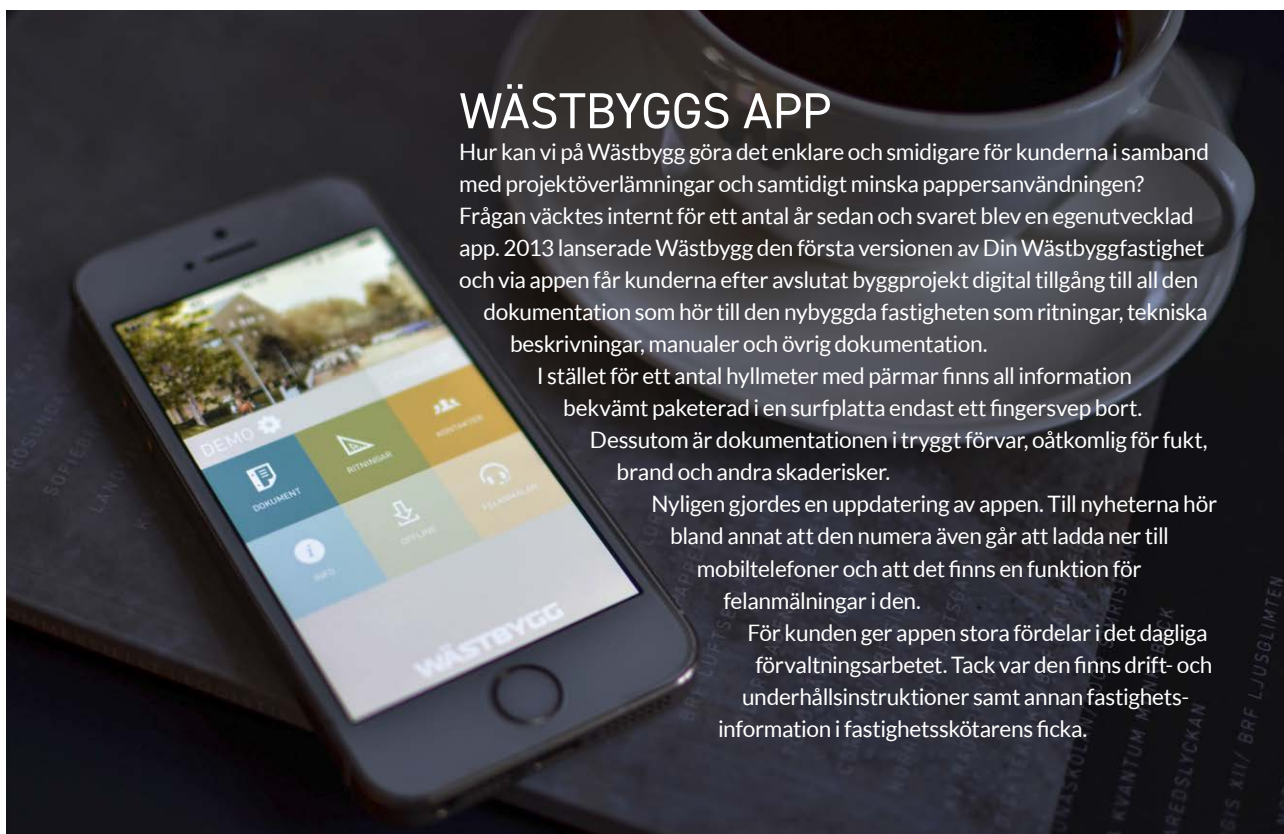 WÄSTBYGGS APP
Hur kan vi på Wästbygg göra det enklare och smidigare för kunderna i samband
med projektöverlämningar och samtidigt minska pappersanvändningen?
Frågan väcktes internt för ett antal år sedan och svaret blev en egenutvecklad
app. 2013 lanserade Wästbygg den första versionen av Din Wästbyggfastighet
och via appen får kunderna efter avslutat byggprojekt digital tillgång till all den
dokumentation som hör till den nybyggda fastigheten som ritningar, tekniska
beskrivningar, manualer och övrig dokumentation.
I stället för ett antal hyllmeter med pärmar finns all information
bekvämt paketerad i en surfplatta endast ett fingersvep bort.
Dessutom är dokumentationen i tryggt förvar, oåtkomlig för fukt,
brand och andra skaderisker.
Nyligen gjordes en uppdatering av appen. Till nyheterna hör
bland annat att den numera även går att ladda ner till
mobiltelefoner och att det finns en funktion för
felanmälningar i den.
För kunden ger appen stora fördelar i det dagliga
förvaltningsarbetet. Tack var den finns drift- och
underhållsinstruktioner samt annan fastighets-
information i fastighetsskötarens ficka.
DEMO
DOKUMENT
RITNINGAR
KONTAKTER
INFO
OFFLINE
FELANMÄLAN
WÄSTBYGG
BRF LJUSGLIMTEN
KVANTUM